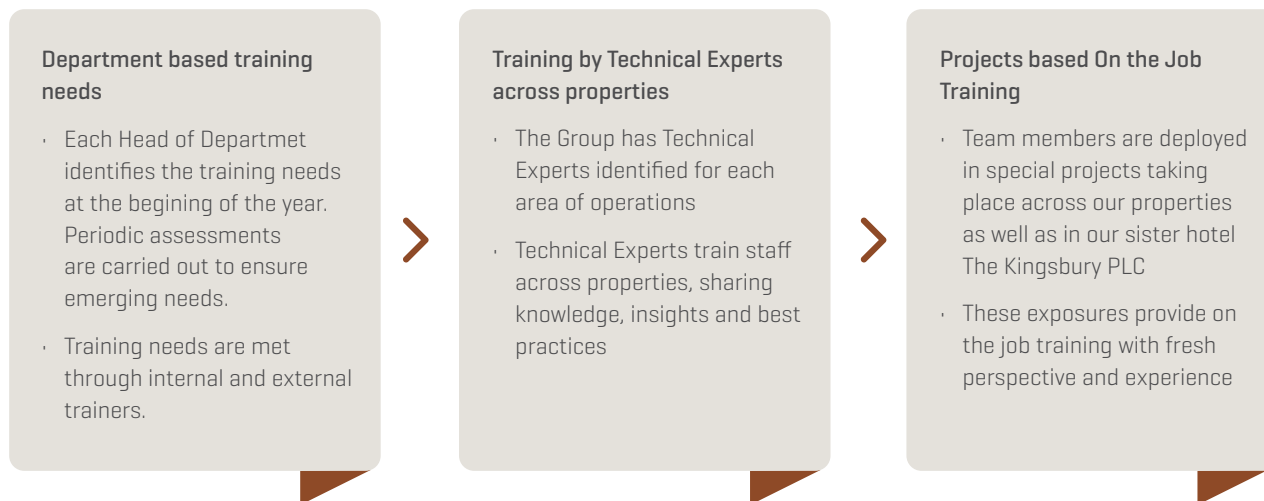 Department based training
needs
· Each Head of Departmet
identifies the training needs
at the begining of the year.
Periodic assessments
are carried out to ensure
emerging needs.
· Training needs are met
through internal and external
trainers.
Training by Technical Experts
across properties
· The Group has Technical
Experts identified for each
area of operations
· Technical Experts train staff
across properties, sharing
knowledge, insights and best
practices
Projects based On the Job
Training
· Team members are deployed
in special projects taking
place across our properties
as well as in our sister hotel
The Kingsbury PLC
· These exposures provide on
the job training with fresh
perspective and experience